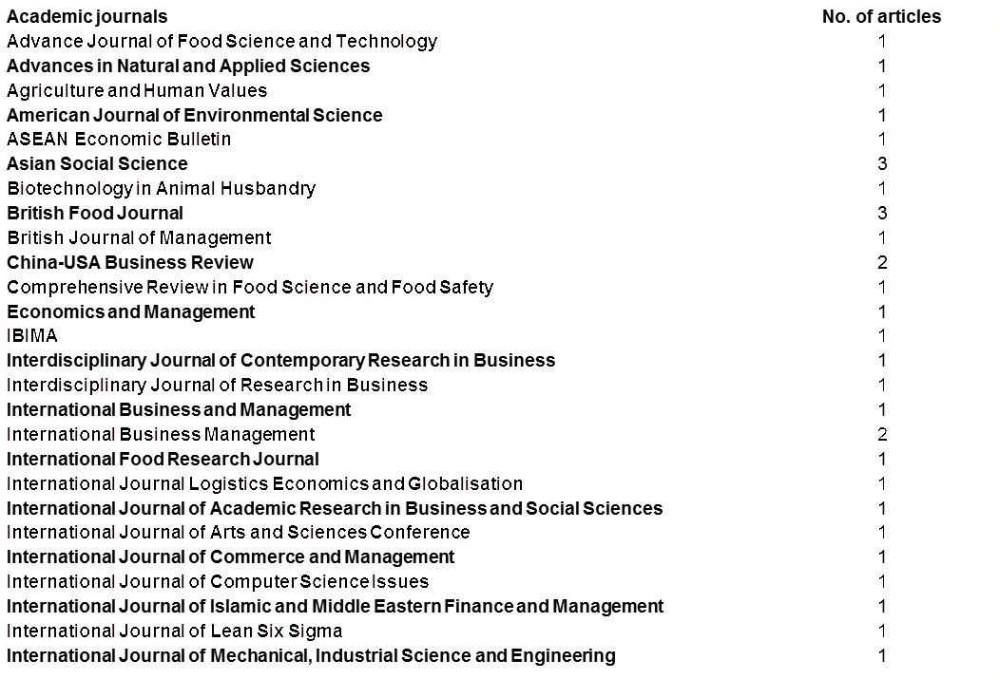 Academic journals No. of articles
Advance Journal of Food Science and Technology 1
Advances in Natural and Applied Sciences 1
Agriculture and Human Values 1
American Journal of Environmental Science 1
ASEAN Economic Bulletin 1
Asian Social Science 3
Biotechnology in Animal Husbandry 1
British Food Journal 3
British Journal of Management 1
China-USA Business Review 2
Comprehensive Review in Food Science and Food Safety 1
Economics and Management 1
IBIMA 1
Interdisciplinary Journal of Contemporary Research in Business 1
Interdisciplinary Journal of Research in Business 1
International Business and Management 1
International Business Management 2
International Food Research Journal 1
International Journal Logistics Economics and Globalisation 1
International Journal of Academic Research in Business and Social Sciences 1
International Journal of Arts and Sciences Conference 1
International Journal of Commerce and Management 1
International Journal of Computer Science Issues 1
International Journal of Islamic and Middle Eastern Finance and Management 1
International Journal of Lean Six Sigma 1
International Journal of Mechanical, Industrial Science and Engineering 1